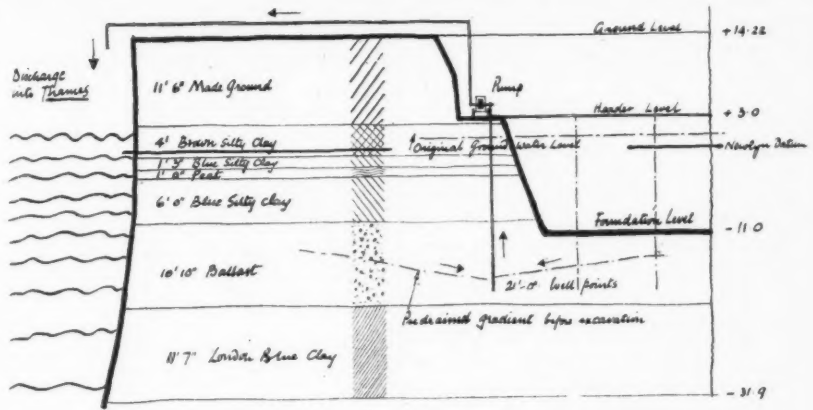 Ground Level
+14.22
Discharge
into Thames
11' 6" Made Ground
Pump
Header Level
+3.0
4' Brown Silty Clay
Original Ground Water Level
Newlyn Datum
1' 3" Blue Silty Clay
1' 0" Peat
6' 0" Blue Silty Clay
Foundation Level
-11.0
10' 10" Ballast
21'-0" Well points
Predrained gradient before excavation
11' 7" London Blue Clay
-31.9